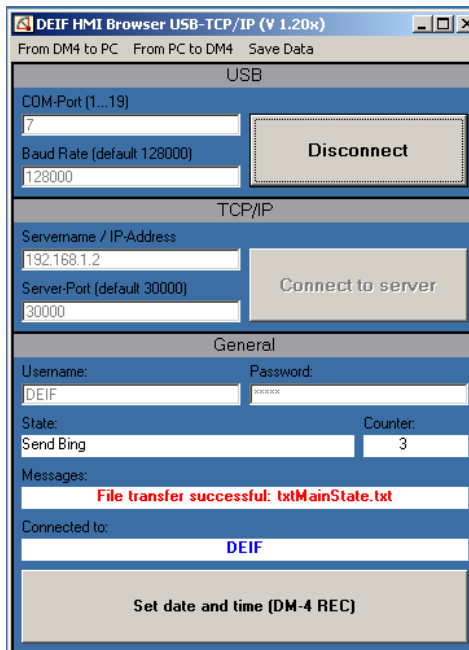 DEIF HMI Browser USB-TCP/IP (V 1.20x)
From DM4 to PC From PC to DM4 Save Data
USB
COM-Port (1...19)
7
Baud Rate (default 128000)
128000
Disconnect
TCP/IP
Servername / IP-Address
192.168.1.2
Server-Port (default 30000)
30000
Connect to server
General
Username: Password:
DEIF *****
State: Counter:
Send Bing 3
Messages:
File transfer successful: txtMainState.txt
Connected to:
DEIF
Set date and time (DM-4 REC)